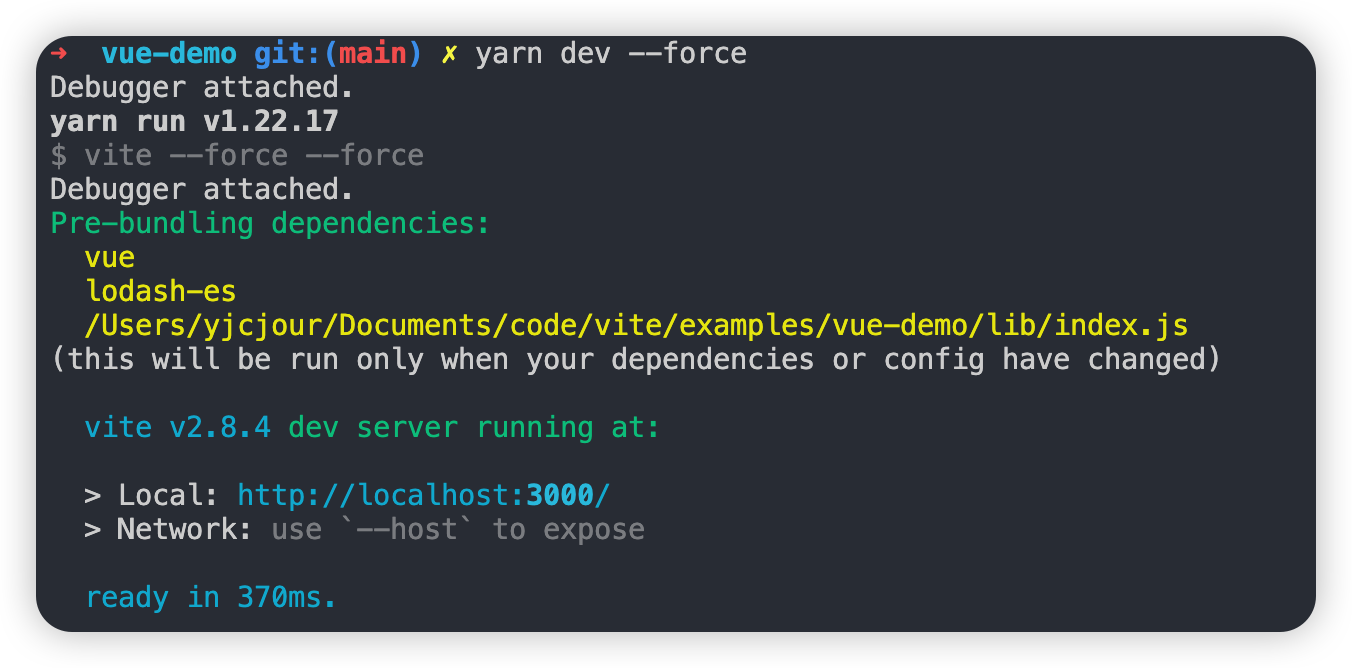 ➜  vue-demo git:(main) ✗ yarn dev --force
Debugger attached.
yarn run v1.22.17
$ vite --force --force
Debugger attached.
Pre-bundling dependencies:
  vue
  lodash-es
  /Users/yjcjour/Documents/code/vite/examples/vue-demo/lib/index.js
(this will be run only when your dependencies or config have changed)
  vite v2.8.4 dev server running at:
  > Local: http://localhost:3000/
  > Network: use `--host` to expose
  ready in 370ms.